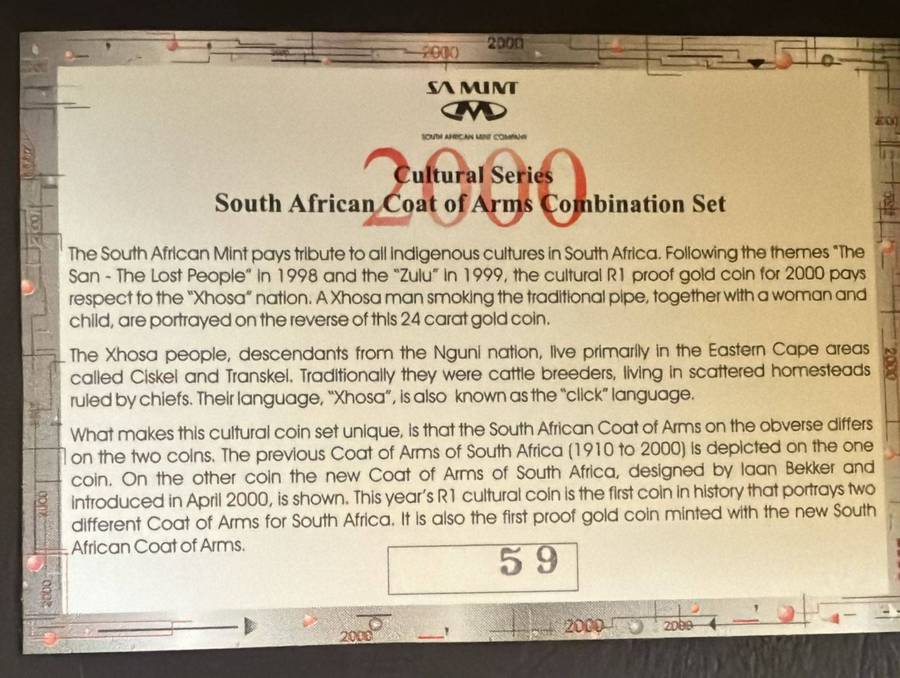 2000
2000
SA MINT
SOUTH AFRICAN MINT COMPANY
2000
Cultural Series
South African Coat of Arms Combination Set
The South African Mint pays tribute to all indigenous cultures in South Africa. Following the themes "The
San - The Lost People" in 1998 and the "Zulu" in 1999, the cultural R1 proof gold coin for 2000 pays
respect to the "Xhosa" nation. A Xhosa man smoking the traditional pipe, together with a woman and
child, are portrayed on the reverse of this 24 carat gold coin.
The Xhosa people, descendants from the Nguni nation, live primarily in the Eastern Cape areas
called Ciskei and Transkei. Traditionally they were cattle breeders, living in scattered homesteads
ruled by chiefs. Their language, "Xhosa", is also known as the "click" language.
What makes this cultural coin set unique, is that the South African Coat of Arms on the obverse differs
on the two coins. The previous Coat of Arms of South Africa (1910 to 2000) is depicted on the one
coin. On the other coin the new Coat of Arms of South Africa, designed by Iaan Bekker and
introduced in April 2000, is shown. This year's R1 cultural coin is the first coin in history that portrays two
different Coat of Arms for South Africa. It is also the first proof gold coin minted with the new South
African Coat of Arms.
59
2000
2000
2000
2000
2000